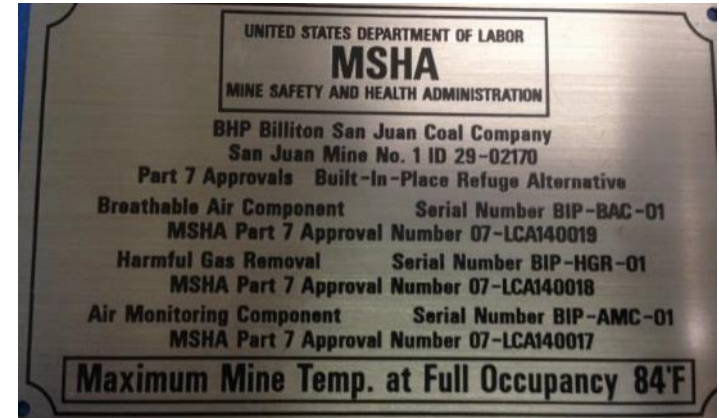 UNITED STATES DEPARTMENT OF LABOR
MSHA
MINE SAFETY AND HEALTH ADMINISTRATION
BHP Billiton San Juan Coal Company
San Juan Mine No. 1 ID 29-02170
Part 7 Approvals Built-In-Place Refuge Alternative
Breathable Air Component Serial Number BIP-BAC-01
MSHA Part 7 Approval Number 07-LCA140019
Harmful Gas Removal Serial Number BIP-HGR-01
MSHA Part 7 Approval Number 07-LCA140018
Air Monitoring Component Serial Number BIP-AMC-01
MSHA Part 7 Approval Number 07-LCA140017
Maximum Mine Temp. at Full Occupancy 84°F